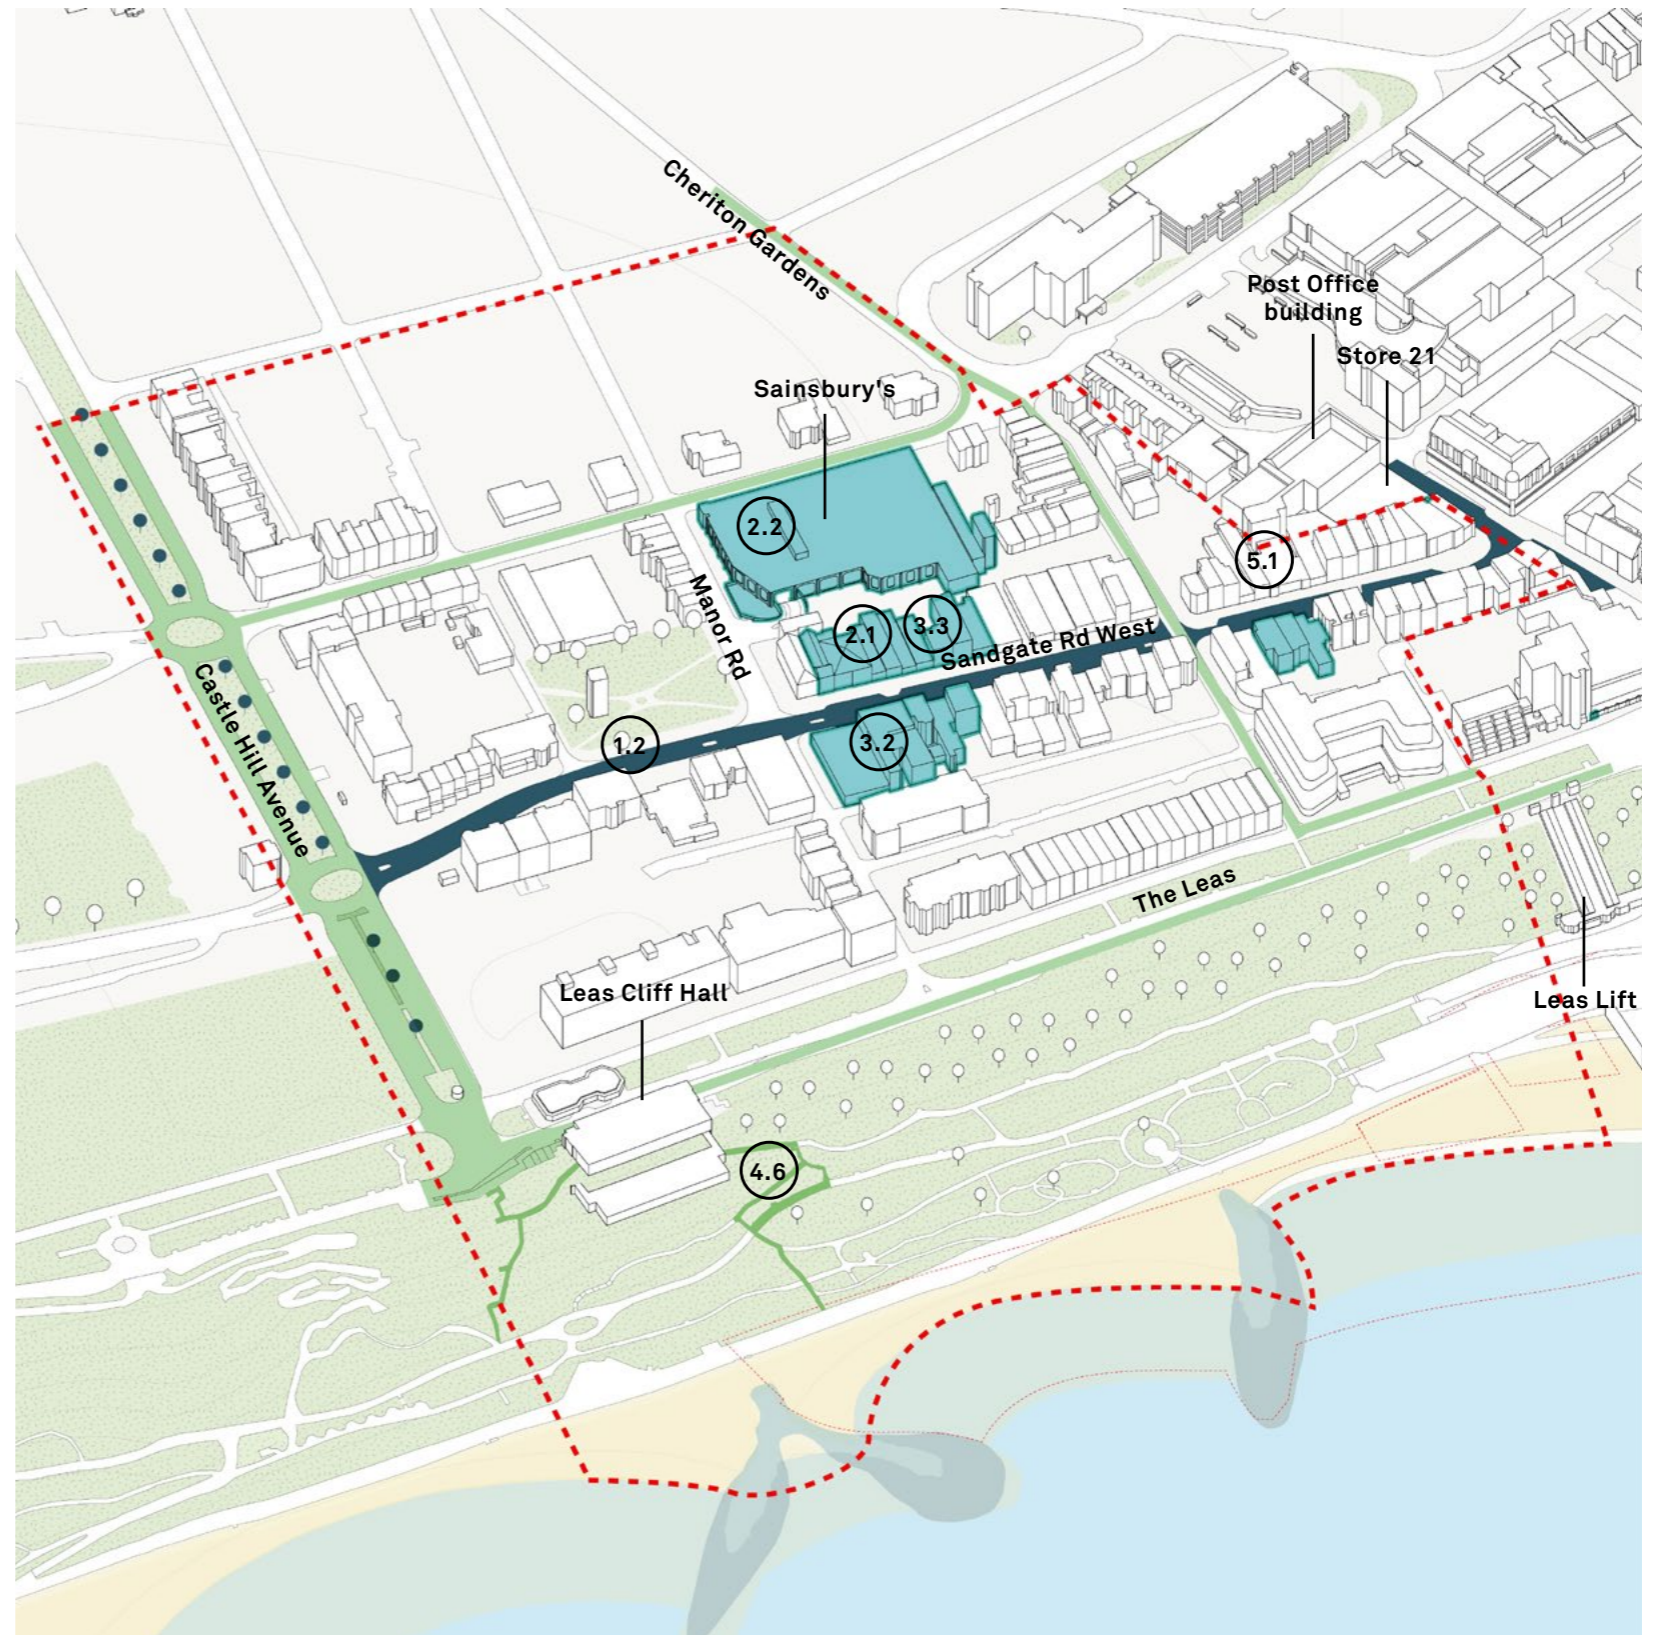 Cheriton Gardens
Post Office
building
Store 21
Sainsbury's
2.2
5.1
Manor Rd
2.1
3.3
Sandgate Rd West
Castle Hill Avenue
1.2
3.2
The Leas
Leas Cliff Hall
Leas Lift
4.6